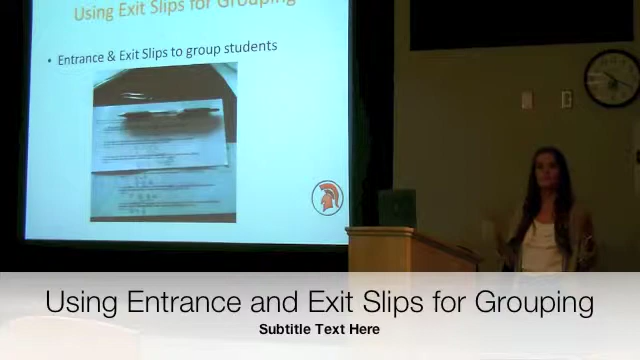 Using Exit Slips for Grouping
• Entrance & Exit Slips to group students
Using Entrance and Exit Slips for Grouping
Subtitle Text Here